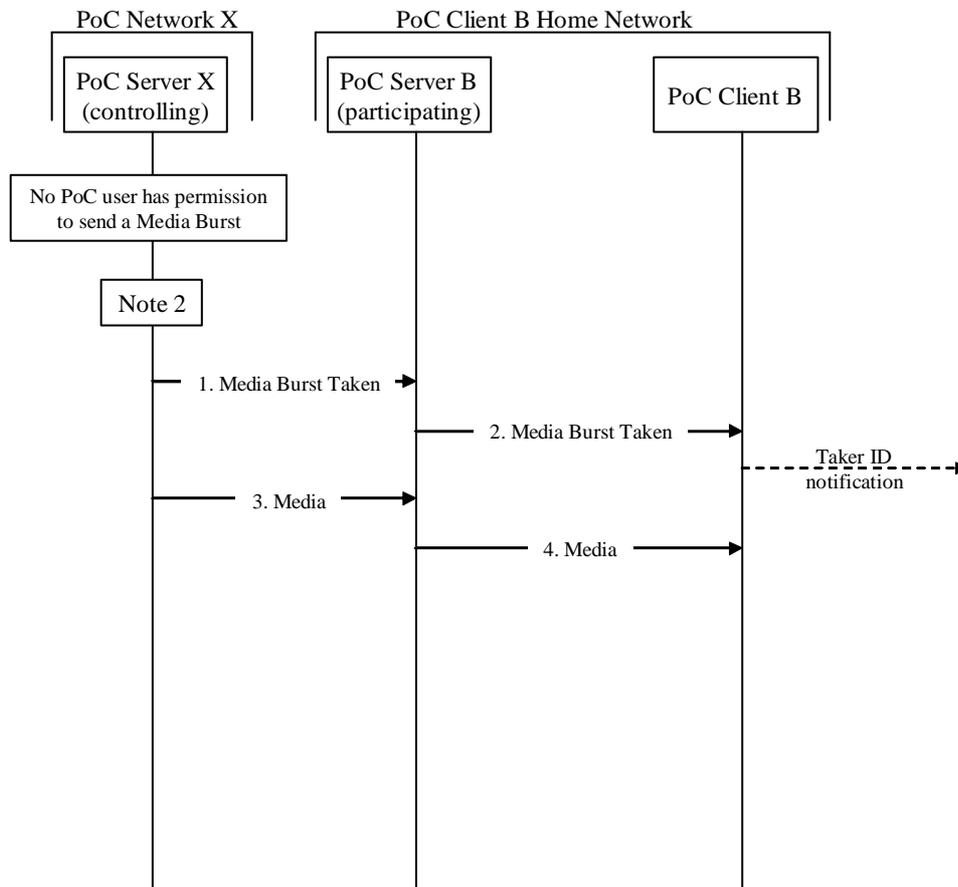 PoC Network X
PoC Client B Home Network
PoC Server X
(controlling)
PoC Server B
(participating)
PoC Client B
No PoC user has permission
to send a Media Burst
Note 2
1. Media Burst Taken
2. Media Burst Taken
Taker ID
notification
3. Media
4. Media